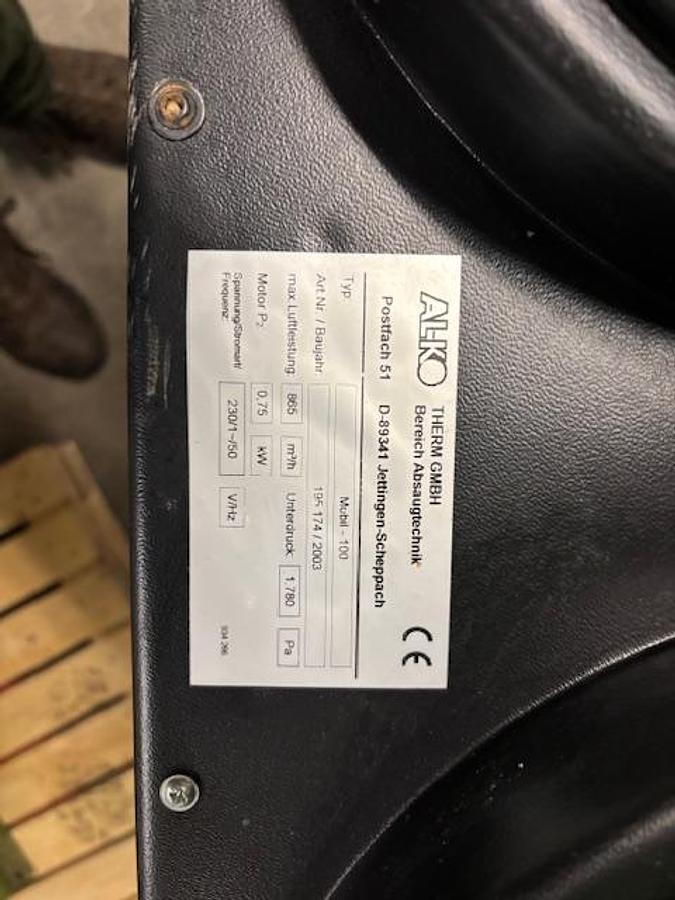 AL-KO THERM GMBH
Bereich Absaugtechnik
Postfach 51 D-89341 Jettingen-Scheppach
CE
Typ: Mobil - 100
Art.Nr. / Baujahr: 195 174 / 2003
max.Luftleistung: 865 m³/h Unterdruck: 1.780 Pa
Motor P₂ 0,75 kW
Spannung/Stromart/
Frequenz: 230/1~/50 V/Hz